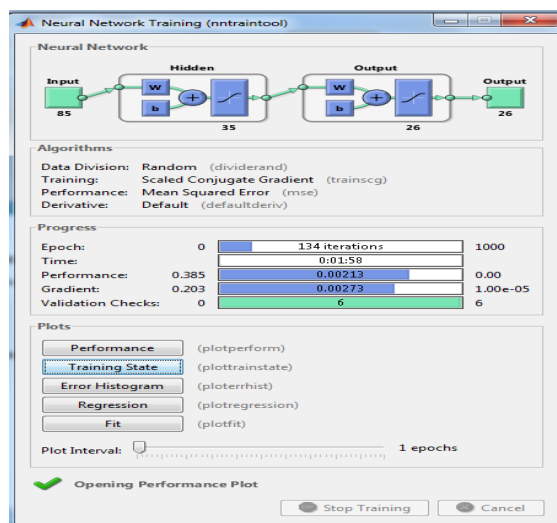 Neural Network Training (nntraintool)
Neural Network
Hidden Output
Input Output
W W
b b
+ +
85 35 26 26
Algorithms
Data Division: Random (dividerand)
Training: Scaled Conjugate Gradient (trainscg)
Performance: Mean Squared Error (mse)
Derivative: Default (defaultderiv)
Progress
Epoch: 0 134 iterations 1000
Time: 0:01:58
Performance: 0.385 0.00213 0.00
Gradient: 0.203 0.00273 1.00e-05
Validation Checks: 0 6 6
Plots
Performance (plotperform)
Training State (plottrainstate)
Error Histogram (ploterrhist)
Regression (plotregression)
Fit (plotfit)
Plot Interval: 1 epochs
Opening Performance Plot
Stop Training Cancel